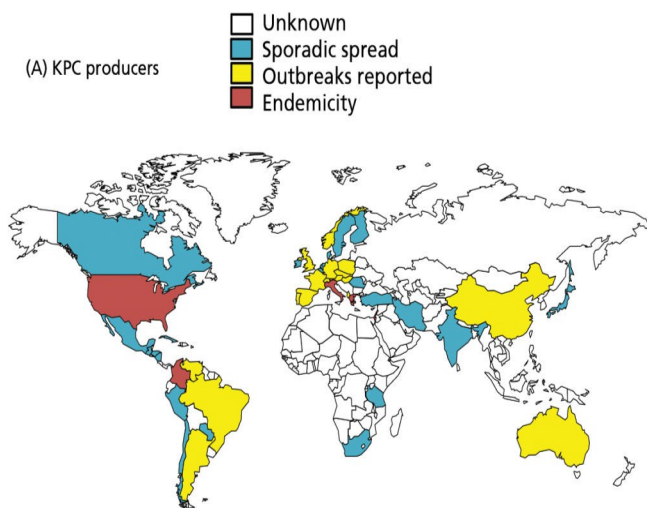 Unknown
Sporadic spread
(A) KPC producers
Outbreaks reported
Endemicity